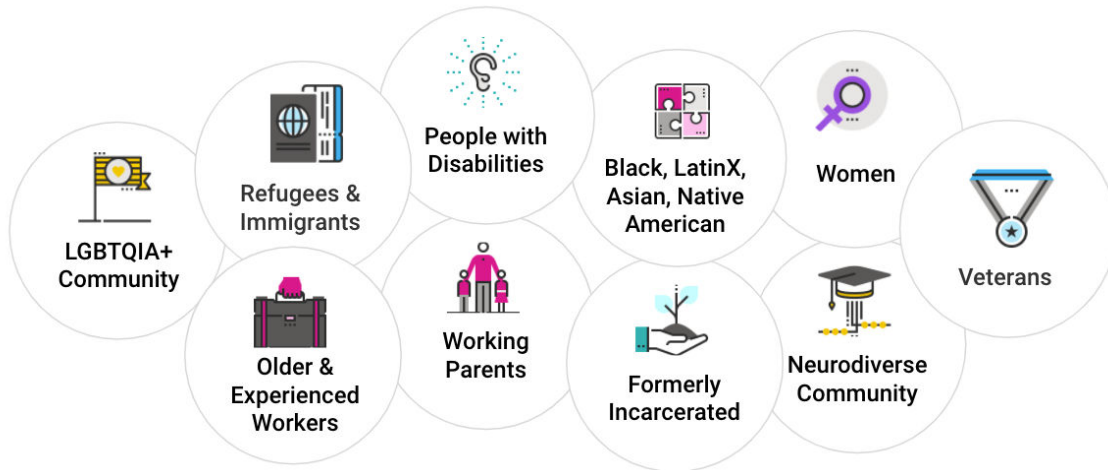 LGBTQIA+
Community
Refugees &
Immigrants
People with
Disabilities
Black, LatinX,
Asian, Native
American
Women
Veterans
Older &
Experienced
Workers
Working
Parents
Formerly
Incarcerated
Neurodiverse
Community